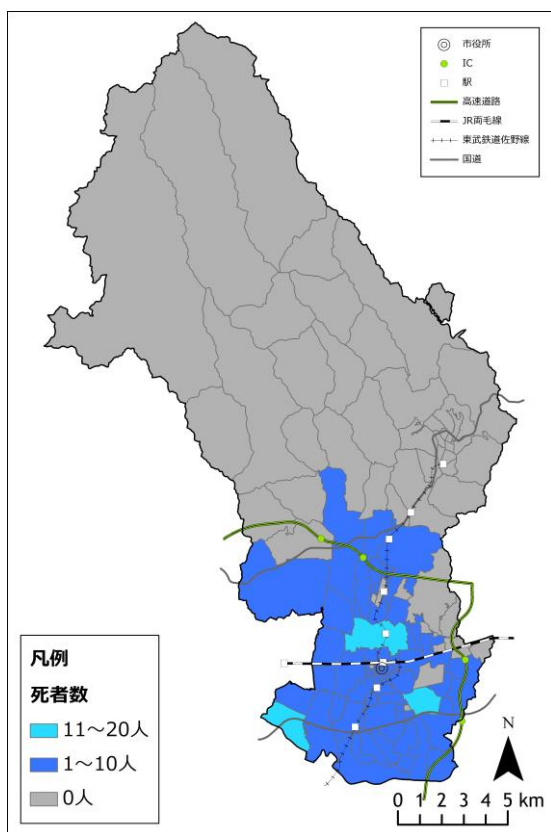 市役所
IC
駅
高速道路
JR両毛線
東武鉄道佐野線
国道
凡例
死者数
11～20人
1～10人
0人
N
0 1 2 3 4 5 km